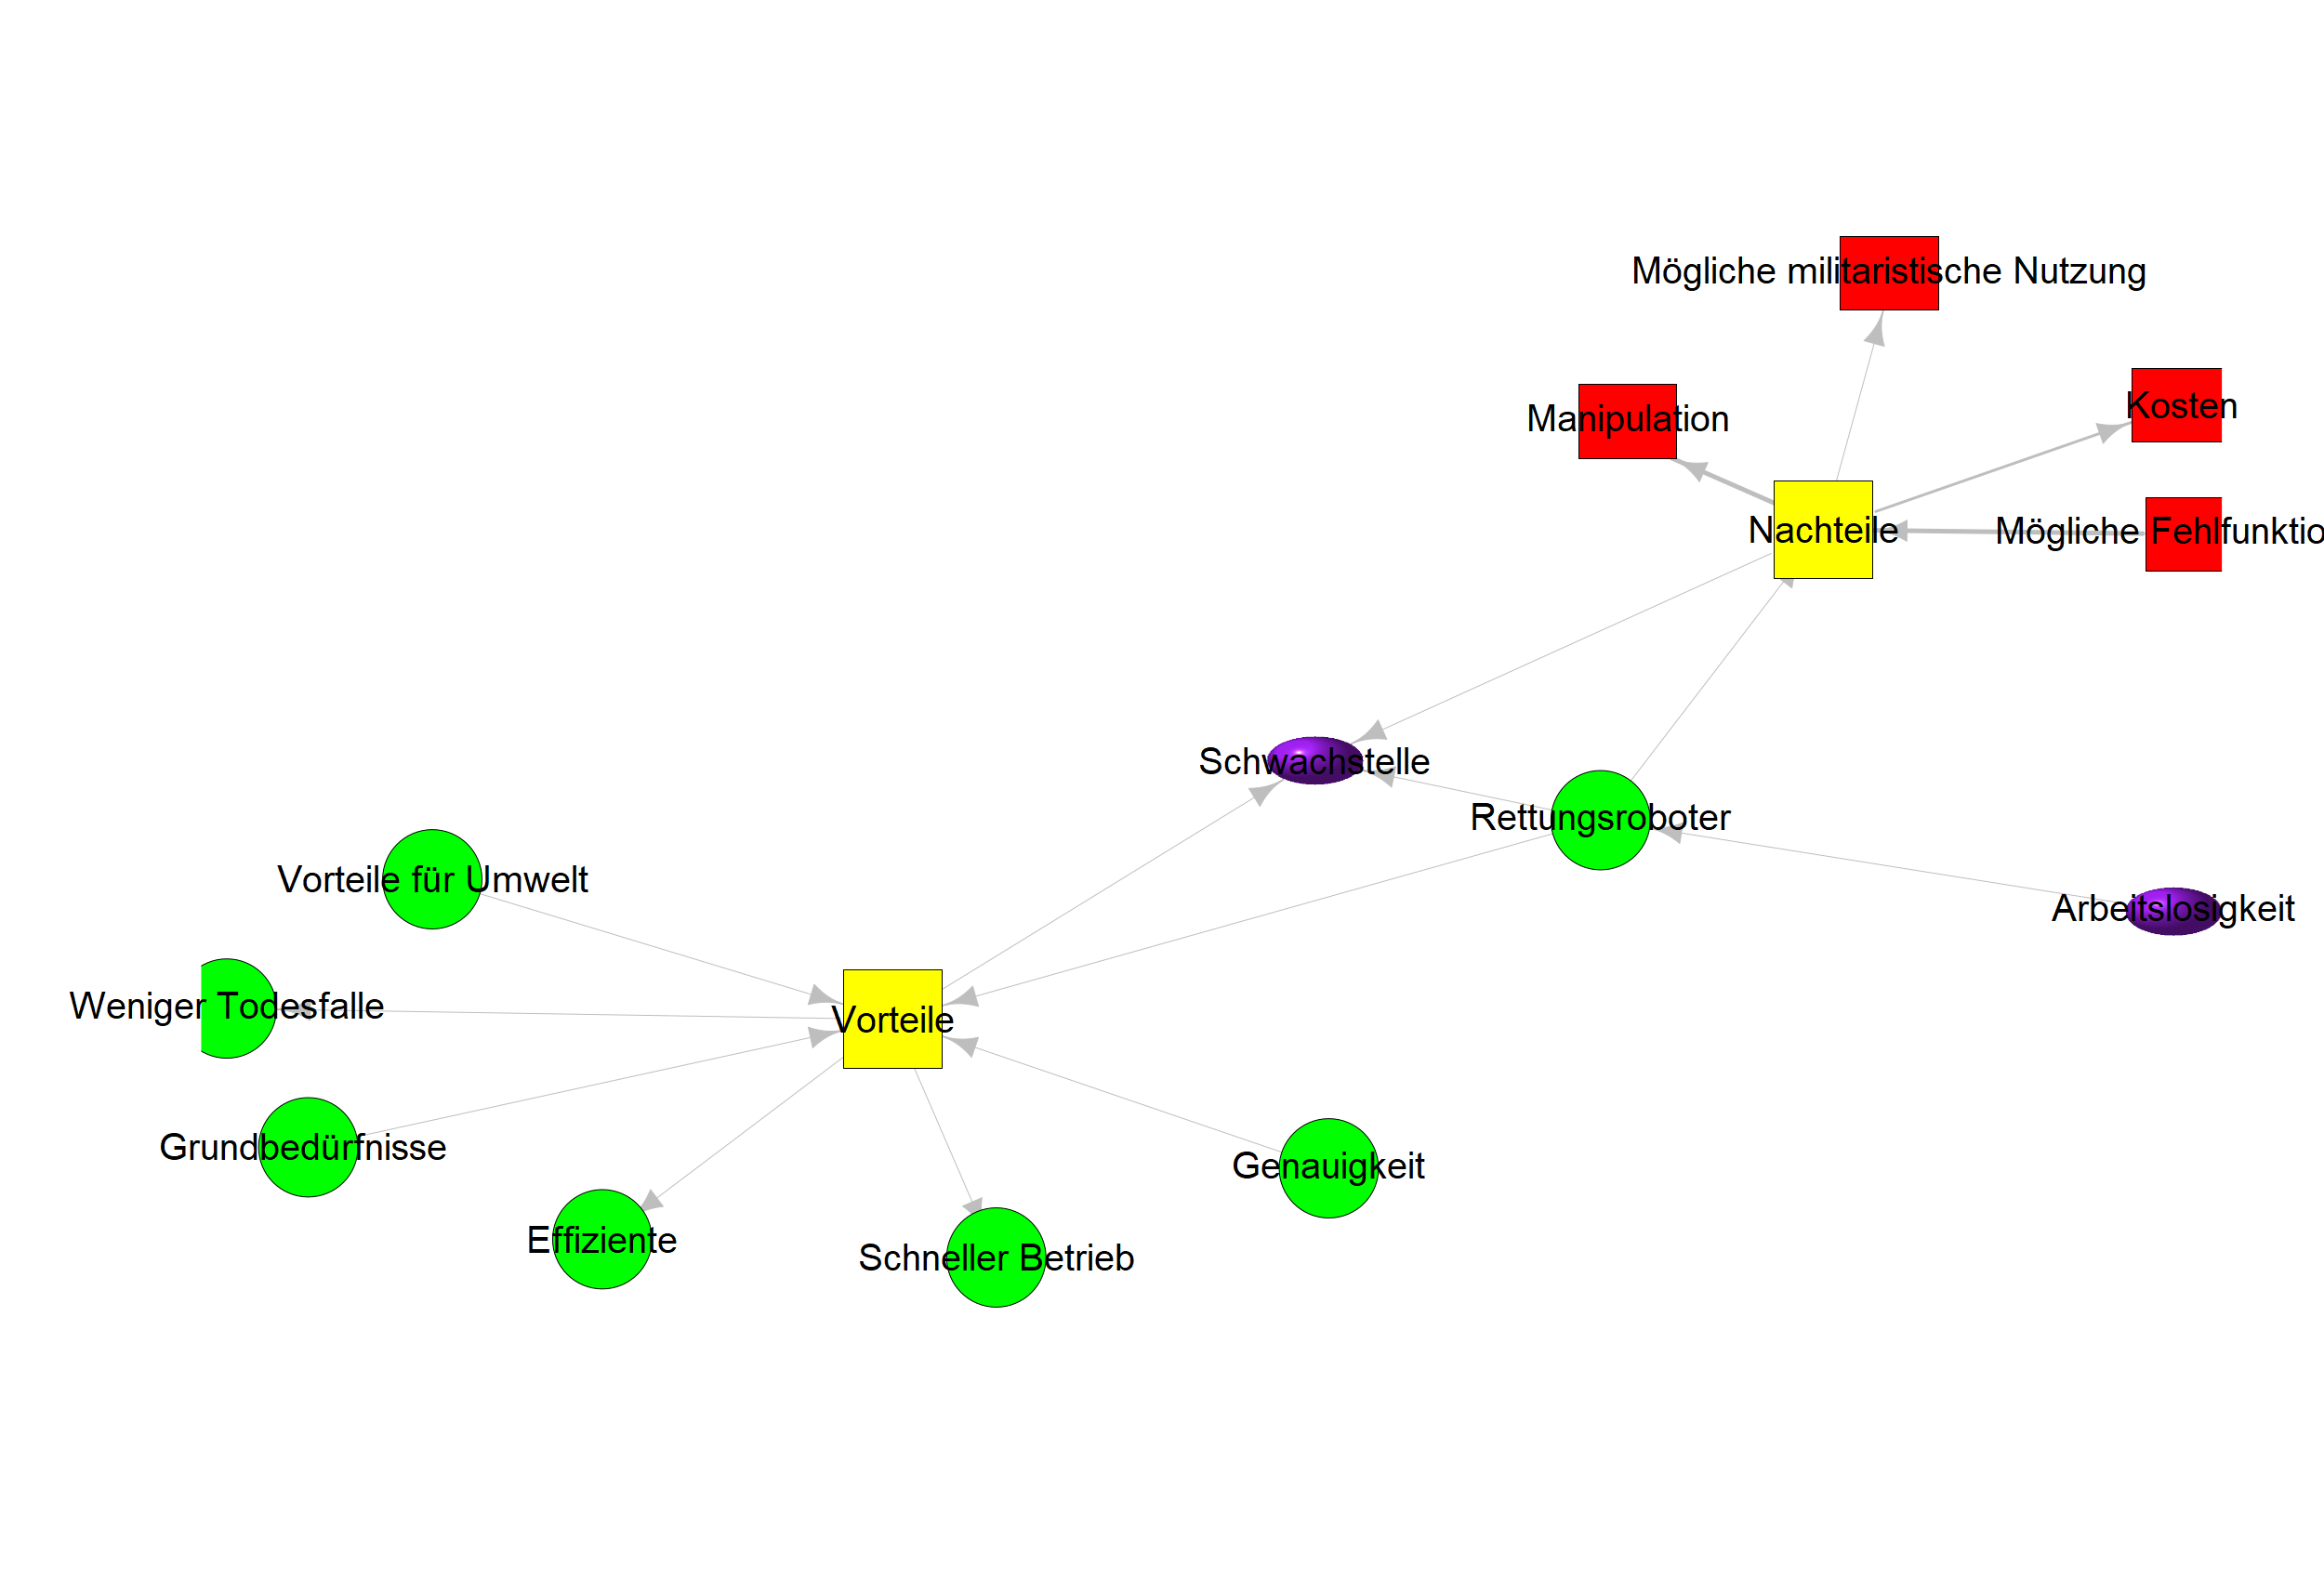 Mögliche militaristische Nutzung
Kosten
Manipulation
Nachteile
Mögliche Fehlfunktio
Schwachstelle
Rettungsroboter
Vorteile für Umwelt
Arbeitslosigkeit
Weniger Todesfalle
Vorteile
Grundbedürfnisse
Genauigkeit
Effiziente
Schneller Betrieb